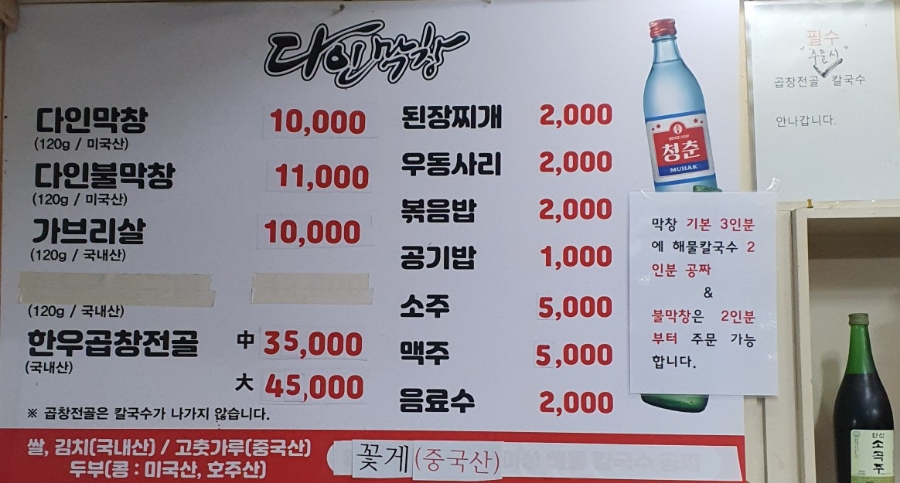 다인막창
다인막창 10,000
(120g / 미국산)
다인불막창 11,000
(120g / 미국산)
가브리살 10,000
(120g / 국내산)
(120g / 국내산)
한우곱창전골 中 35,000
(국내산)
大 45,000
※ 곱창전골은 칼국수가 나가지 않습니다.
된장찌개 2,000
우동사리 2,000
볶음밥 2,000
공기밥 1,000
소주 5,000
맥주 5,000
음료수 2,000
쌀, 김치(국내산) / 고춧가루(중국산)
두부(콩 : 미국산, 호주산)
꽃게(중국산)
청춘
MUHAK
필수
"주문시"
곱창전골 칼국수
안나갑니다.
막창 기본 3인분
에 해물칼국수 2
인분 공짜
&
불막창은 2인분
부터 주문 가능
합니다.
한산
소곡주